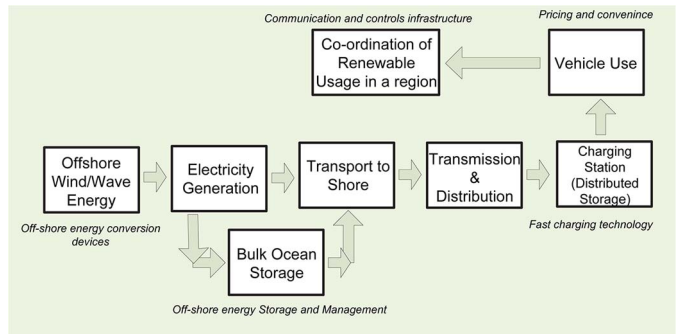 Communication and controls infrastructure
Pricing and convenince
Co-ordination of
Renewable
Usage in a region
Vehicle Use
Offshore
Wind/Wave
Energy
Electricity
Generation
Transport to
Shore
Transmission
&
Distribution
Charging
Station
(Distributed
Storage)
Off-shore energy conversion
devices
Fast charging technology
Bulk Ocean
Storage
Off-shore energy Storage and Management